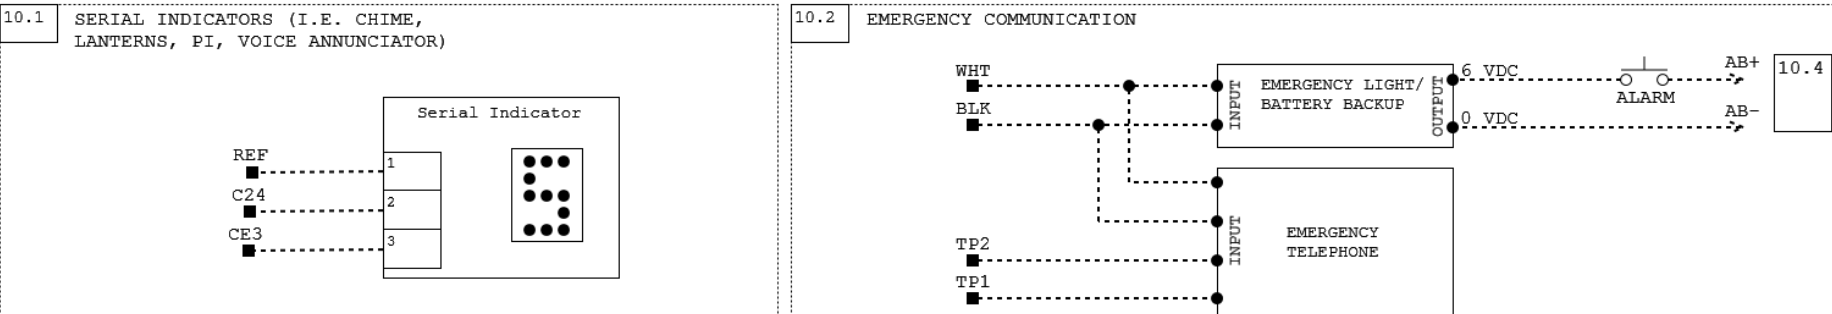 10.1
SERIAL INDICATORS (I.E. CHIME,
LANTERNS, PI, VOICE ANNUNCIATOR)
Serial Indicator
REF
1
C24
2
CE3
3
10.2
EMERGENCY COMMUNICATION
WHT
BLK
INPUT
EMERGENCY LIGHT/
BATTERY BACKUP
OUTPUT
6 VDC
0 VDC
ALARM
AB+
AB-
10.4
TP2
TP1
INPUT
EMERGENCY
TELEPHONE